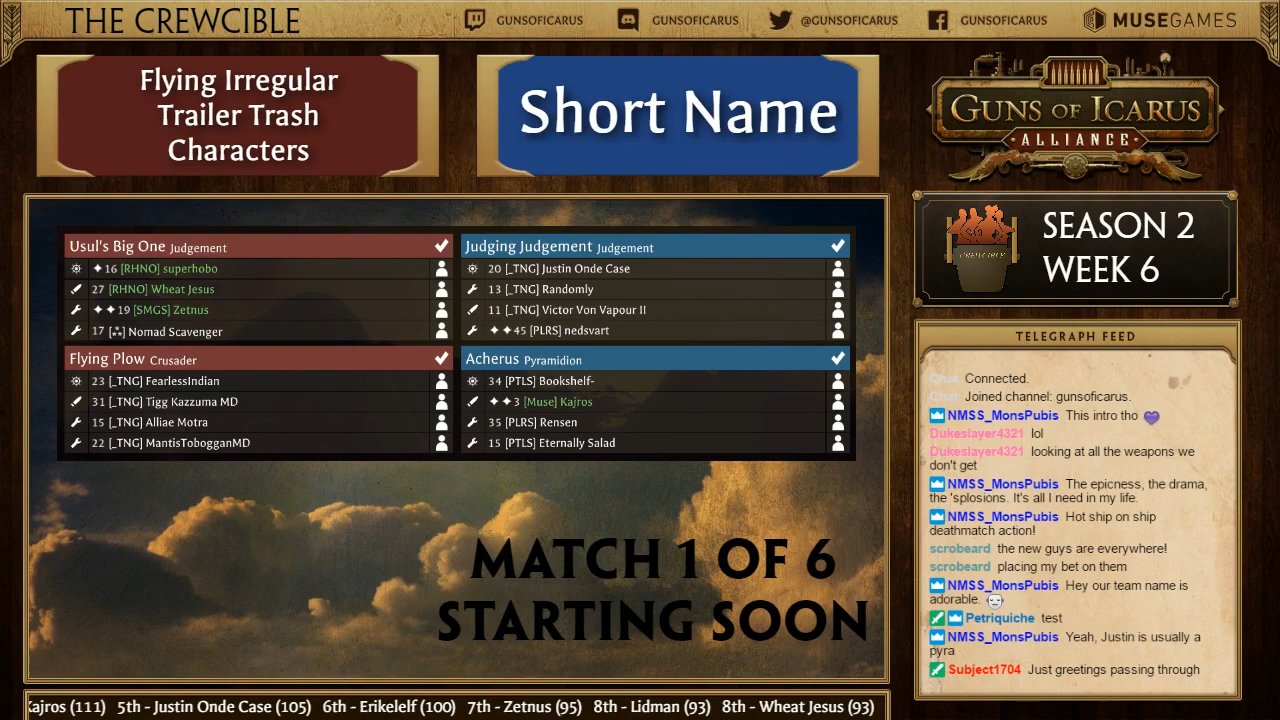 THE CREWCIBLE
GUNSOFICARUS
GUNSOFICARUS
@GUNSOFICARUS
GUNSOFICARUS
MUSEGAMES
Flying Irregular
Trailer Trash
Characters
Short Name
GUNS OF ICARUS
ALLIANCE
SEASON 2
WEEK 6
CREWCIBLE
Usul's Big One Judgement
16 [RHNO] superhobo
27 [RHNO] Wheat Jesus
19 [SMGS] Zetnus
17 [⁂] Nomad Scavenger
Judging Judgement Judgement
20 [_TNG] Justin Onde Case
13 [_TNG] Randomly
11 [_TNG] Victor Von Vapour II
45 [PLRS] nedsvart
Flying Plow Crusader
23 [_TNG] FearlessIndian
31 [_TNG] Tigg Kazzuma MD
15 [_TNG] Alliae Motra
22 [_TNG] MantisTobogganMD
Acherus Pyramidion
34 [PTLS] Bookshelf-
3 [Muse] Kajros
35 [PLRS] Rensen
15 [PTLS] Eternally Salad
MATCH 1 OF 6
STARTING SOON
TELEGRAPH FEED
Chat: Connected.
Chat: Joined channel: gunsoficarus.
NMSS_MonsPubis This intro tho
Dukeslayer4321 lol
Dukeslayer4321 looking at all the weapons we
don't get
NMSS_MonsPubis The epicness, the drama,
the 'splosions. It's all I need in my life.
NMSS_MonsPubis Hot ship on ship
deathmatch action!
scrobeard the new guys are everywhere!
scrobeard placing my bet on them
NMSS_MonsPubis Hey our team name is
adorable.
Petriquiche test
NMSS_MonsPubis Yeah, Justin is usually a
pyra
Subject1704 Just greetings passing through
Kajros (111) 5th - Justin Onde Case (105) 6th - Erikelelf (100) 7th - Zetnus (95) 8th - Lidman (93) 8th - Wheat Jesus (93)